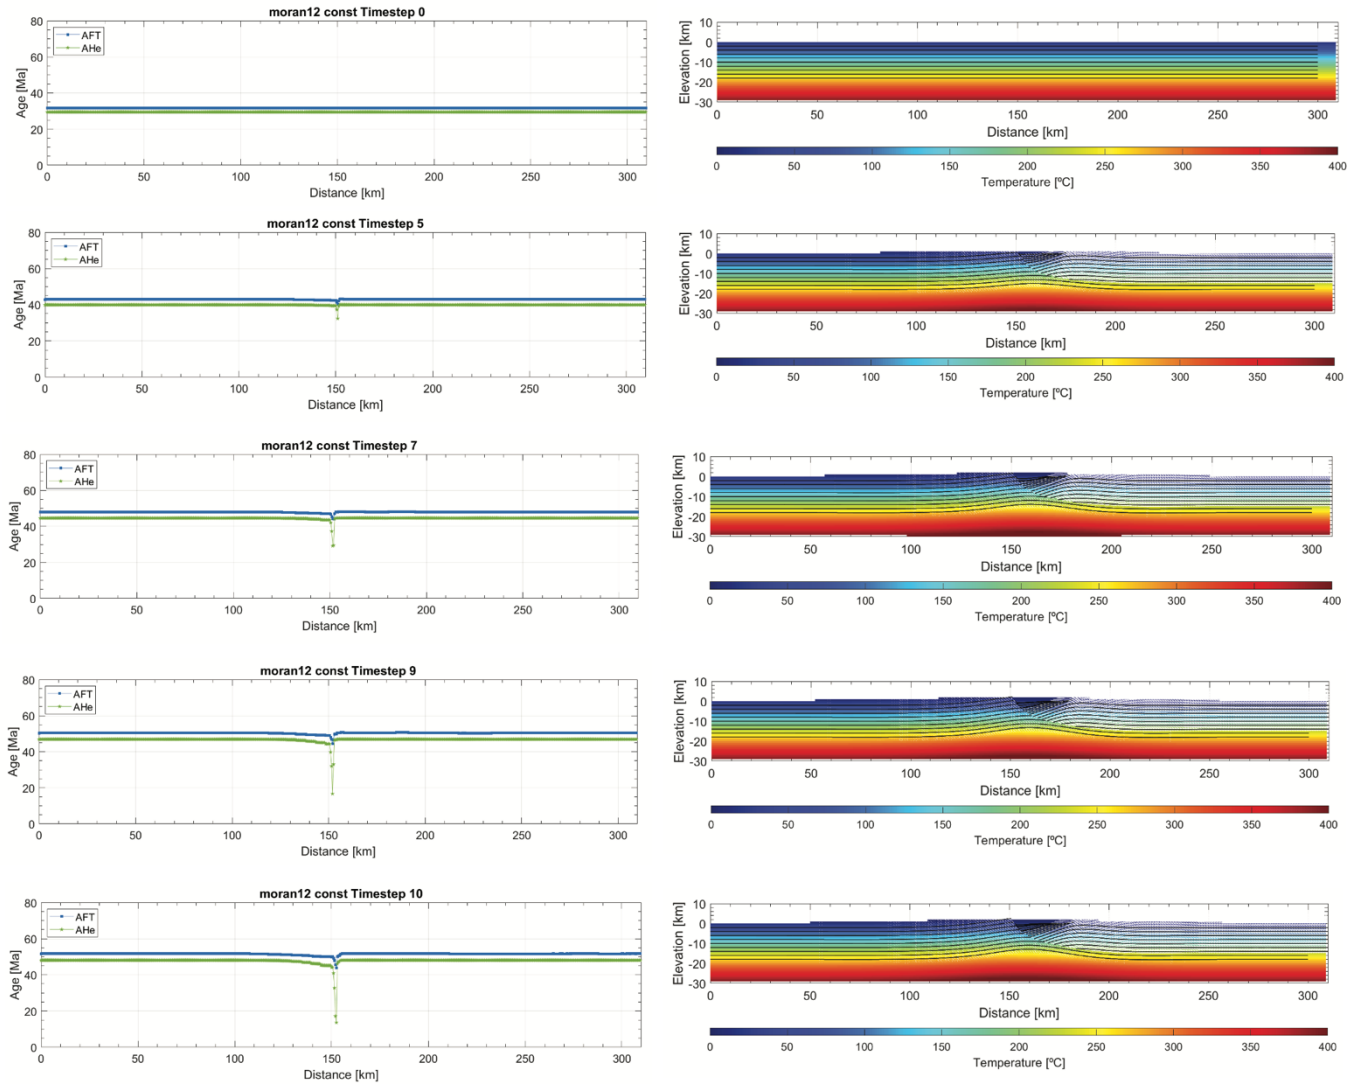 moran12 const Timestep 0
AFT
AHe
Age [Ma]
80
60
40
20
0
0 50 100 150 200 250 300
Distance [km]
Elevation [km]
10
0
-10
-20
-30
0 50 100 150 200 250 300
Distance [km]
0 50 100 150 200 250 300 350 400
Temperature [ºC]
moran12 const Timestep 5
AFT
AHe
Age [Ma]
80
60
40
20
0
0 50 100 150 200 250 300
Distance [km]
Elevation [km]
10
0
-10
-20
-30
0 50 100 150 200 250 300
Distance [km]
0 50 100 150 200 250 300 350 400
Temperature [ºC]
moran12 const Timestep 7
AFT
AHe
Age [Ma]
80
60
40
20
0
0 50 100 150 200 250 300
Distance [km]
Elevation [km]
10
0
-10
-20
-30
0 50 100 150 200 250 300
Distance [km]
0 50 100 150 200 250 300 350 400
Temperature [ºC]
moran12 const Timestep 9
AFT
AHe
Age [Ma]
80
60
40
20
0
0 50 100 150 200 250 300
Distance [km]
Elevation [km]
10
0
-10
-20
-30
0 50 100 150 200 250 300
Distance [km]
0 50 100 150 200 250 300 350 400
Temperature [ºC]
moran12 const Timestep 10
AFT
AHe
Age [Ma]
80
60
40
20
0
0 50 100 150 200 250 300
Distance [km]
Elevation [km]
10
0
-10
-20
-30
0 50 100 150 200 250 300
Distance [km]
0 50 100 150 200 250 300 350 400
Temperature [ºC]